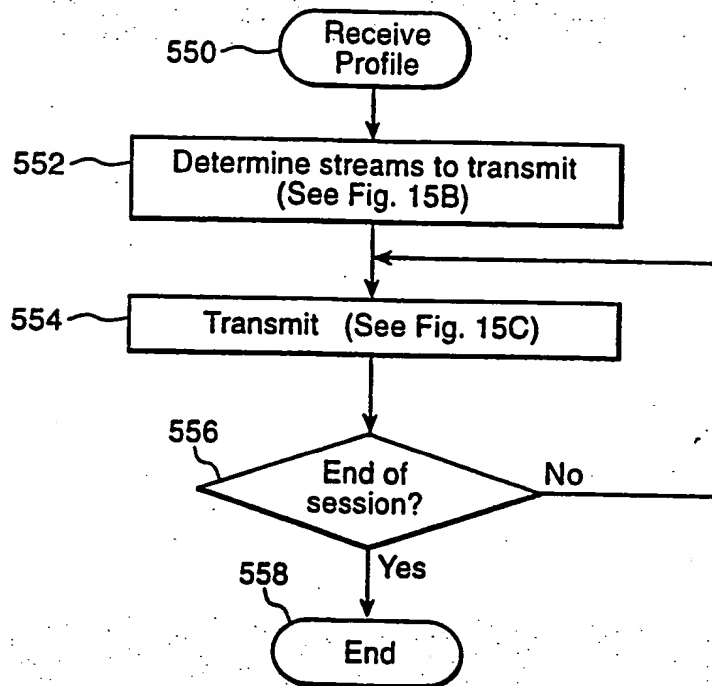 550
Receive
Profile
552
Determine streams to transmit
(See Fig. 15B)
554
Transmit (See Fig. 15C)
556
End of
session?
No
Yes
558
End